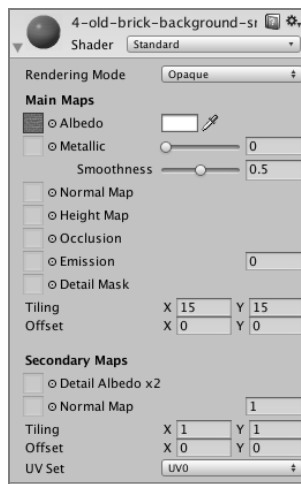 4-old-brick-background-sr
Shader Standard
Rendering Mode Opaque
Main Maps
Albedo
Metallic 0
Smoothness 0.5
Normal Map
Height Map
Occlusion
Emission 0
Detail Mask
Tiling X 15 Y 15
Offset X 0 Y 0
Secondary Maps
Detail Albedo x2
Normal Map 1
Tiling X 1 Y 1
Offset X 0 Y 0
UV Set UV0